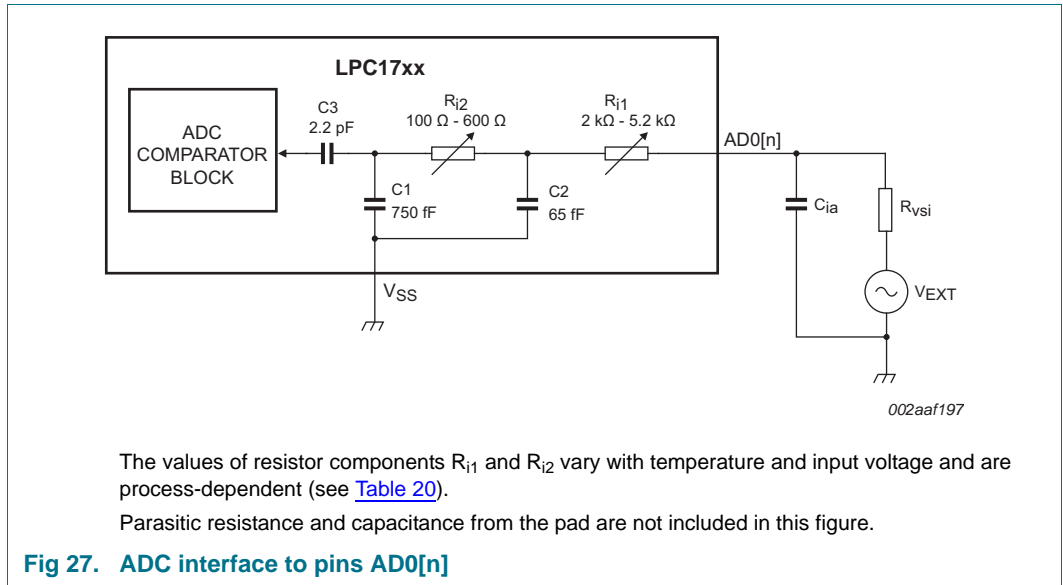 LPC17xx
ADC
COMPARATOR
BLOCK
C3
2.2 pF
Ri2
100 Ω - 600 Ω
Ri1
2 kΩ - 5.2 kΩ
AD0[n]
C1
750 fF
C2
65 fF
Cia
Rvsi
VEXT
VSS
002aaf197
The values of resistor components Ri1 and Ri2 vary with temperature and input voltage and are
process-dependent (see Table 20).
Parasitic resistance and capacitance from the pad are not included in this figure.
Fig 27. ADC interface to pins AD0[n]